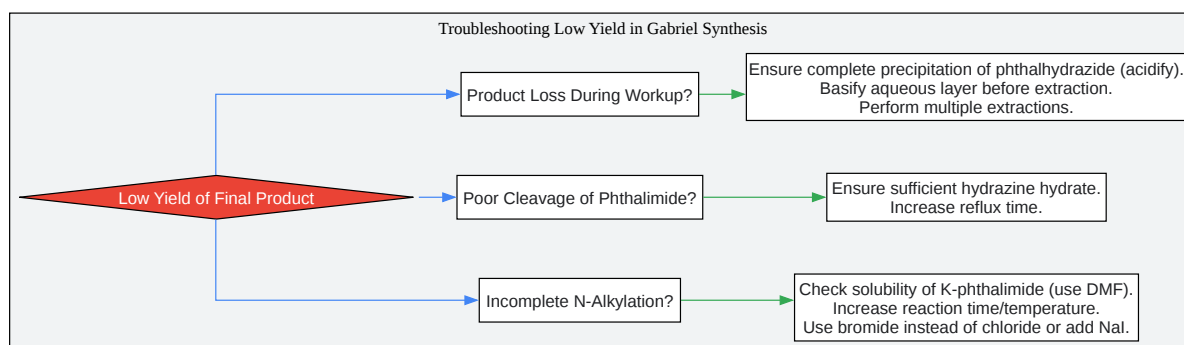 Troubleshooting Low Yield in Gabriel Synthesis
Product Loss During Workup?
Ensure complete precipitation of phthalhydrazide (acidify).
Basify aqueous layer before extraction.
Perform multiple extractions.
Low Yield of Final Product
Poor Cleavage of Phthalimide?
Ensure sufficient hydrazine hydrate.
Increase reflux time.
Incomplete N-Alkylation?
Check solubility of K-phthalimide (use DMF).
Increase reaction time/temperature.
Use bromide instead of chloride or add NaI.